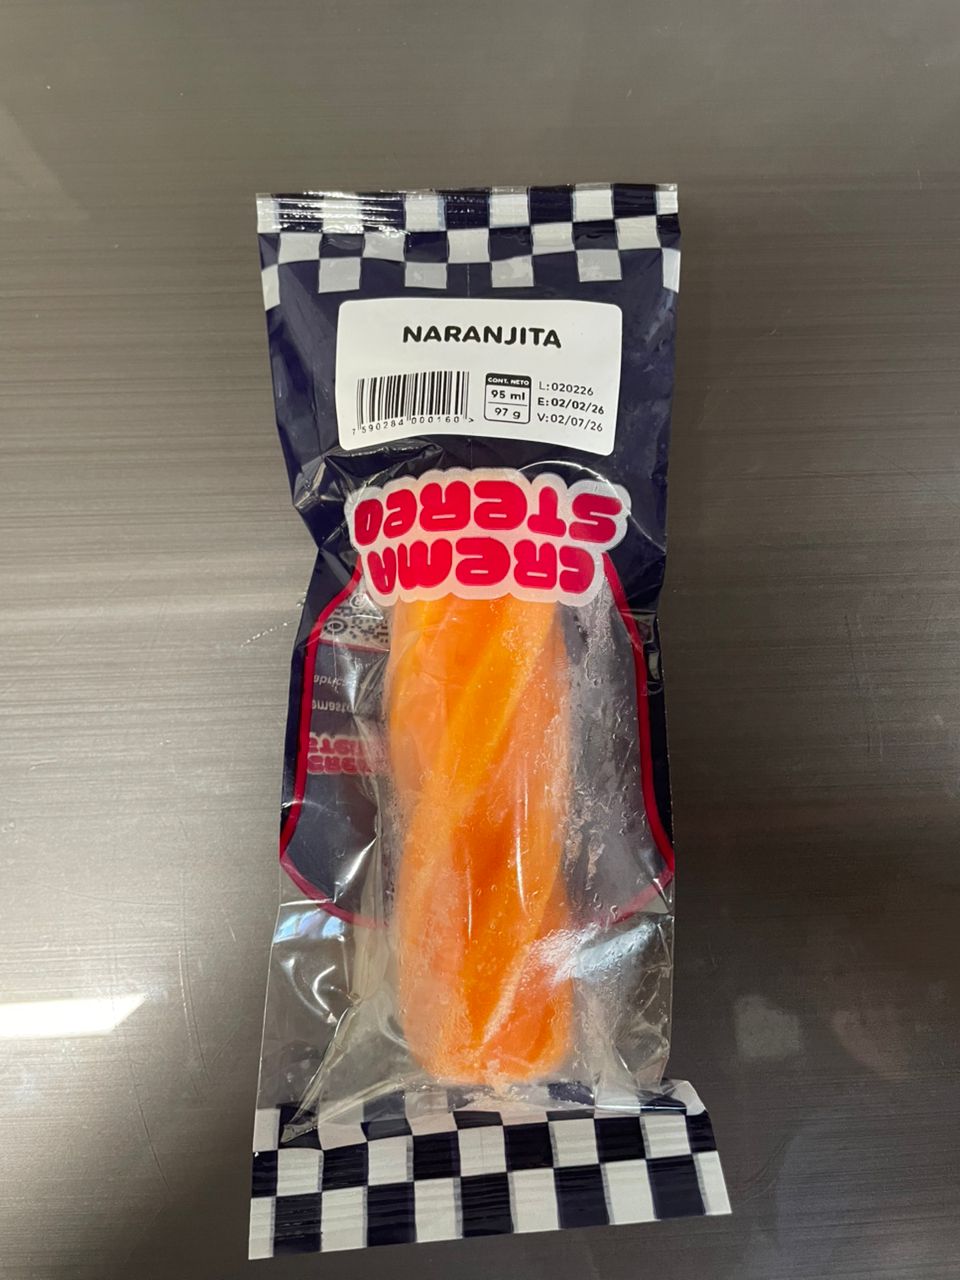 NARANJITA
CONT. NETO
95 ml
97 g
L:020226
E:02/02/26
V:02/07/26
7 590284 000160 >
CREMA
STEREO